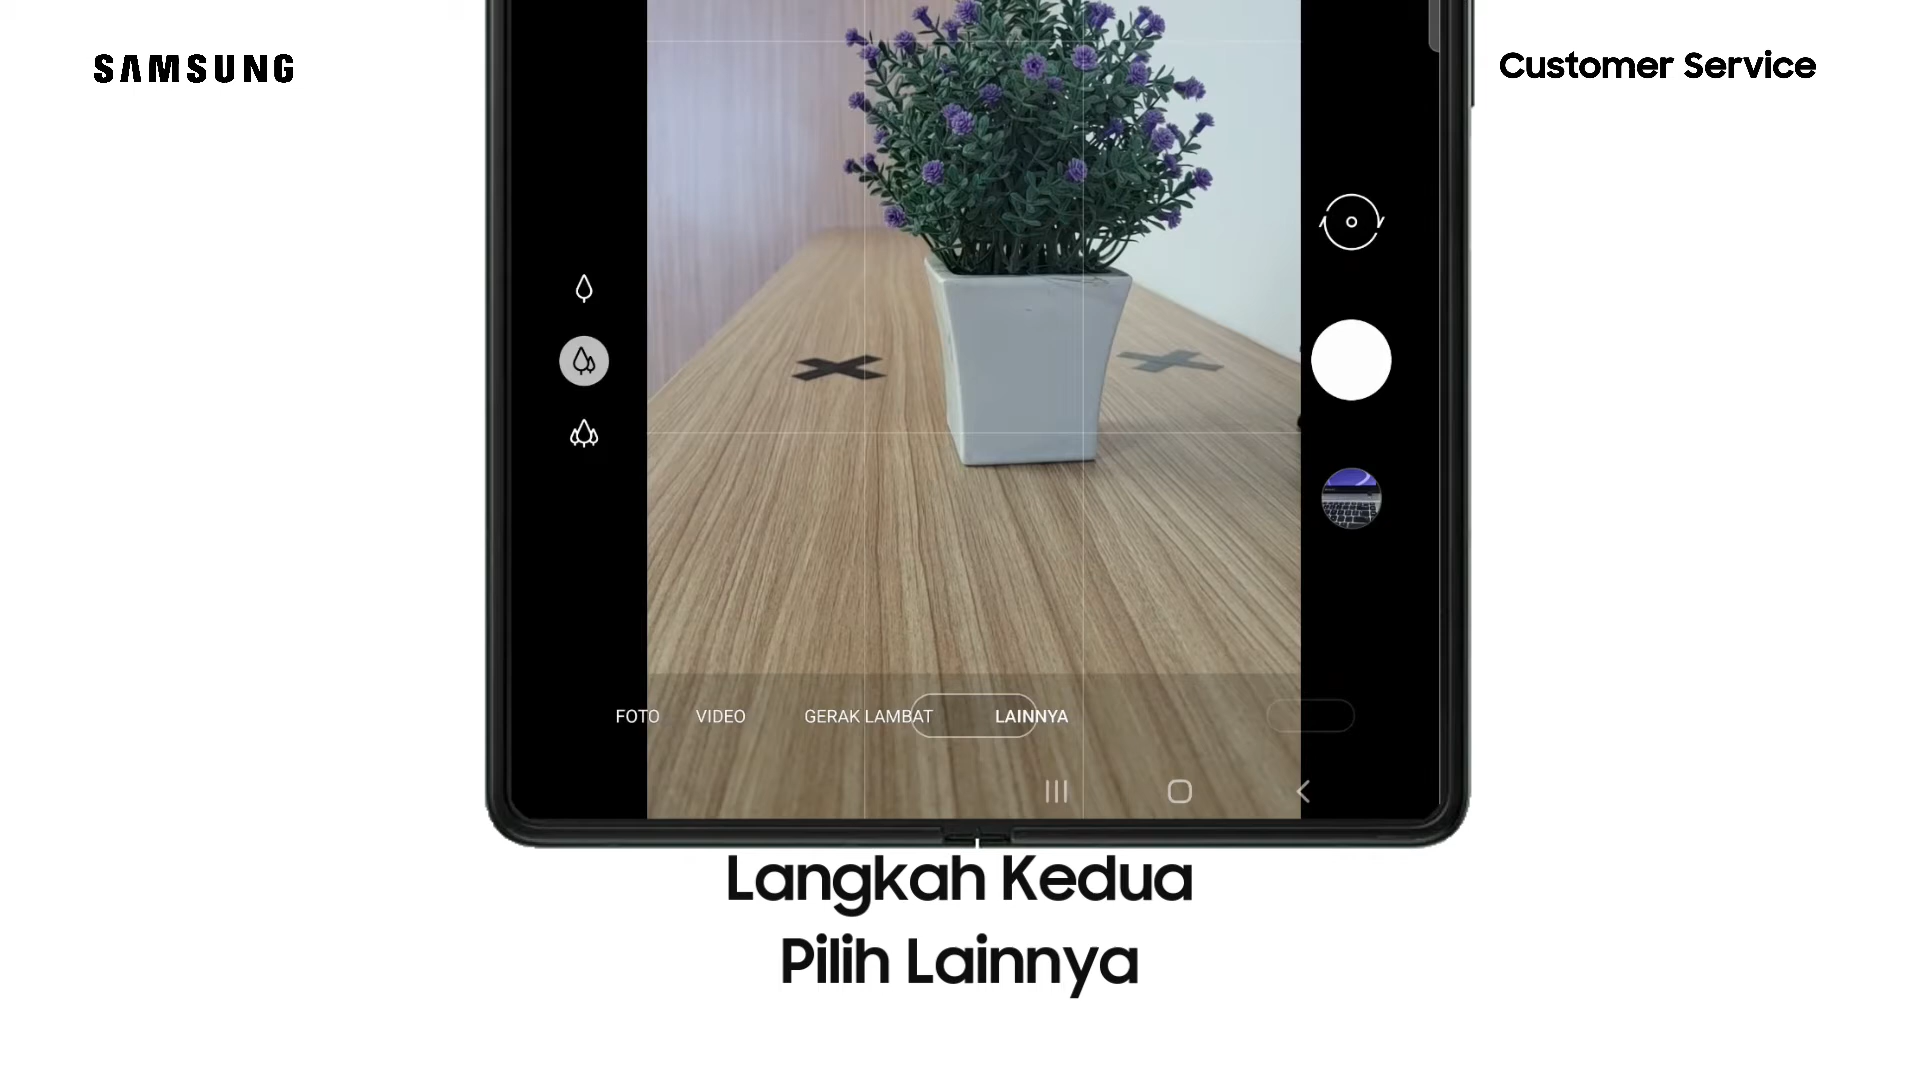 SAMSUNG
Customer Service
FOTO VIDEO GERAK LAMBAT LAINNYA
Langkah Kedua
Pilih Lainnya